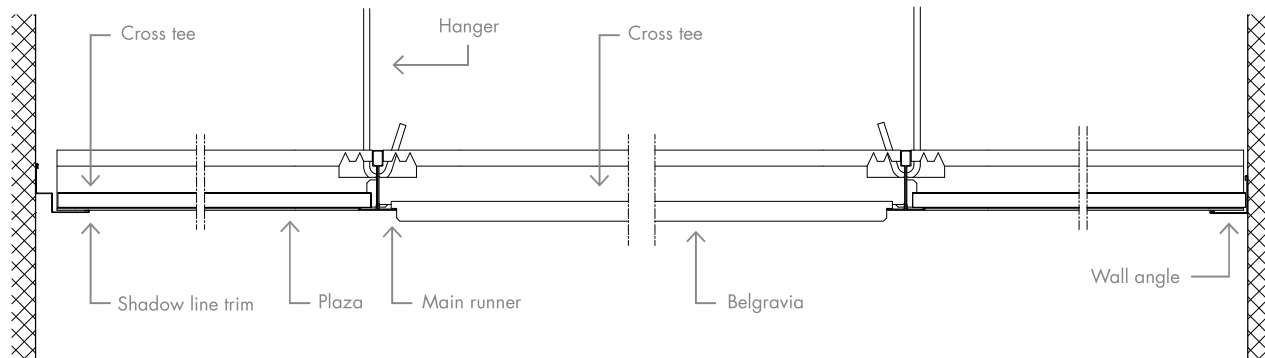 Hanger
Cross tee
Cross tee
Wall angle
Shadow line trim
Plaza
Main runner
Belgravia